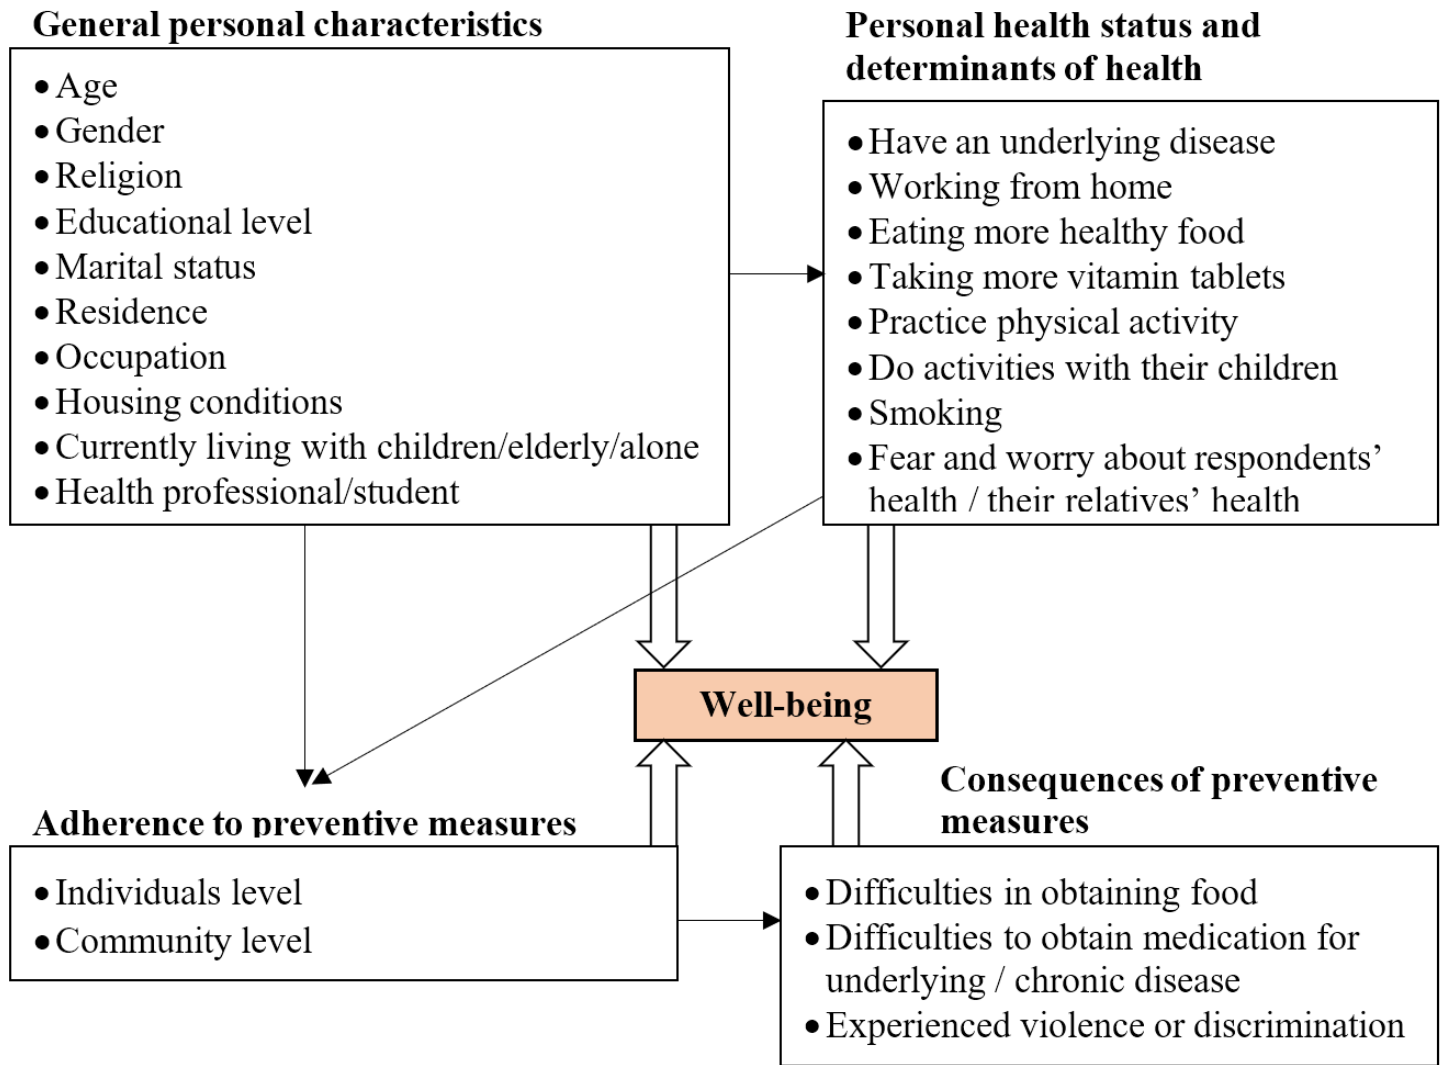 General personal characteristics
• Age
• Gender
• Religion
• Educational level
• Marital status
• Residence
• Occupation
• Housing conditions
• Currently living with children/elderly/alone
• Health professional/student
Personal health status and
determinants of health
• Have an underlying disease
• Working from home
• Eating more healthy food
• Taking more vitamin tablets
• Practice physical activity
• Do activities with their children
• Smoking
• Fear and worry about respondents’
health / their relatives’ health
Well-being
Adherence to preventive measures
• Individuals level
• Community level
Consequences of preventive
measures
• Difficulties in obtaining food
• Difficulties to obtain medication for
underlying / chronic disease
• Experienced violence or discrimination